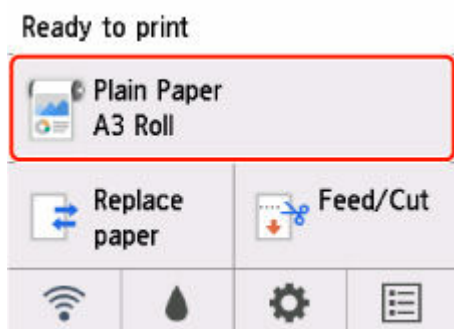 Ready to print
Plain Paper
A3 Roll
Replace
paper
Feed/Cut